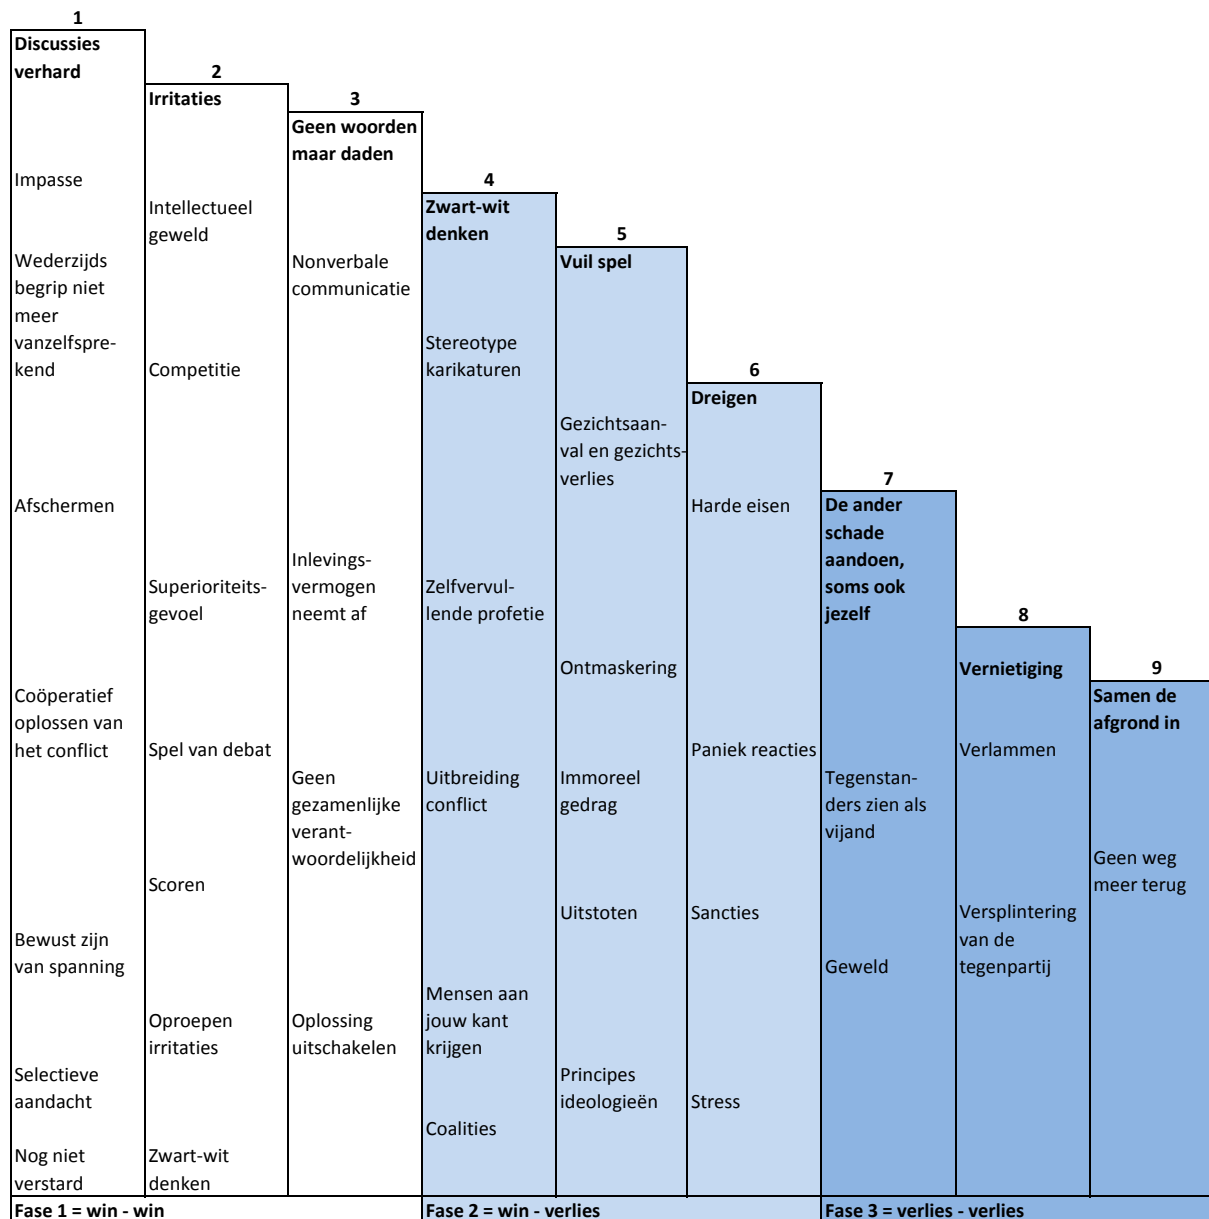 1
Discussies
verhard
Impasse
Wederzijds
begrip niet
meer
vanzelfspre-
kend
Afschermen
Coöperatief
oplossen van
het conflict
Bewust zijn
van spanning
Selectieve
aandacht
Nog niet
verstard
2
Irritaties
Intellectueel
geweld
Competitie
Superioriteits-
gevoel
Spel van debat
Scoren
Oproepen
irritaties
Zwart-wit
denken
3
Geen woorden
maar daden
Nonverbale
communicatie
Inlevings-
vermogen
neemt af
Geen
gezamenlijke
verant-
woordelijkheid
Oplossing
uitschakelen
Fase 1 = win - win
4
Zwart-wit
denken
Stereotype
karikaturen
Zelfvervul-
lende profetie
Uitbreiding
conflict
Mensen aan
jouw kant
krijgen
Coalities
5
Vuil spel
Gezichtsaan-
val en gezichts-
verlies
Ontmaskering
Immoreel
gedrag
Uitstoten
Principes
ideologieën
6
Dreigen
Harde eisen
Paniek reacties
Sancties
Stress
Fase 2 = win - verlies
7
De ander
schade
aandoen,
soms ook
jezelf
Tegenstan-
ders zien als
vijand
Geweld
8
Vernietiging
Verlammen
Versplintering
van de
tegenpartij
9
Samen de
afgrond in
Geen weg
meer terug
Fase 3 = verlies - verlies